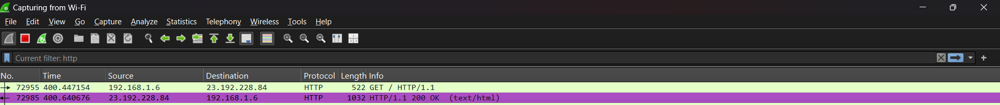 Capturing from Wi-Fi
File Edit View Go Capture Analyze Statistics Telephony Wireless Tools Help
Current filter: http
No. Time Source Destination Protocol Length Info
72955 400.447154 192.168.1.6 23.192.228.84 HTTP 522 GET / HTTP/1.1
72985 400.640676 23.192.228.84 192.168.1.6 HTTP 1032 HTTP/1.1 200 OK (text/html)